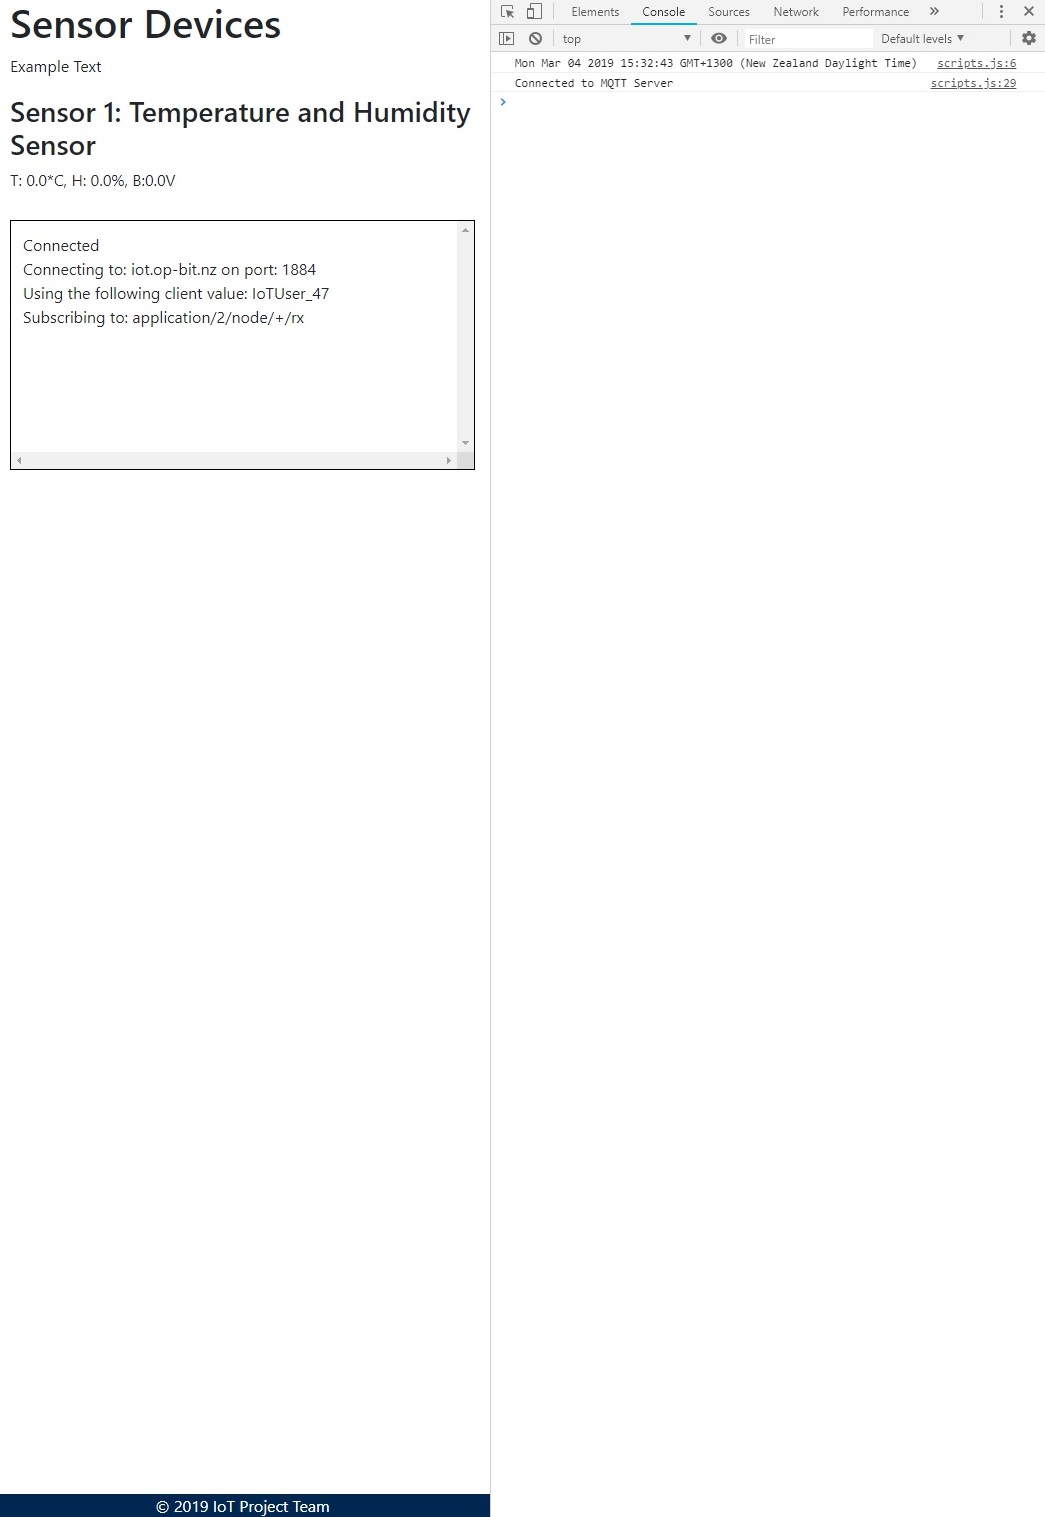 Sensor Devices
Example Text
Sensor 1: Temperature and Humidity
Sensor
T: 0.0*C, H: 0.0%, B:0.0V
Connected
Connecting to: iot.op-bit.nz on port: 1884
Using the following client value: IoTUser_47
Subscribing to: application/2/node/+/rx
© 2019 IoT Project Team
Elements Console Sources Network Performance »
top Filter Default levels ▼
Mon Mar 04 2019 15:32:43 GMT+1300 (New Zealand Daylight Time) scripts.js:6
Connected to MQTT Server scripts.js:29